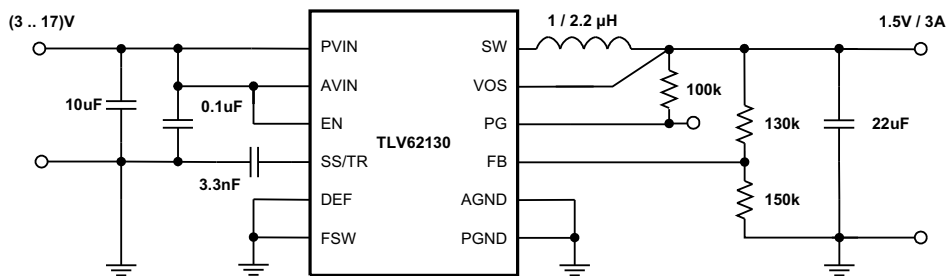 (3 .. 17)V
1 / 2.2 µH
1.5V / 3A
PVIN
SW
AVIN
VOS
10uF
0.1uF
100k
EN
PG
130k
22uF
TLV62130
SS/TR
FB
3.3nF
DEF
AGND
150k
FSW
PGND